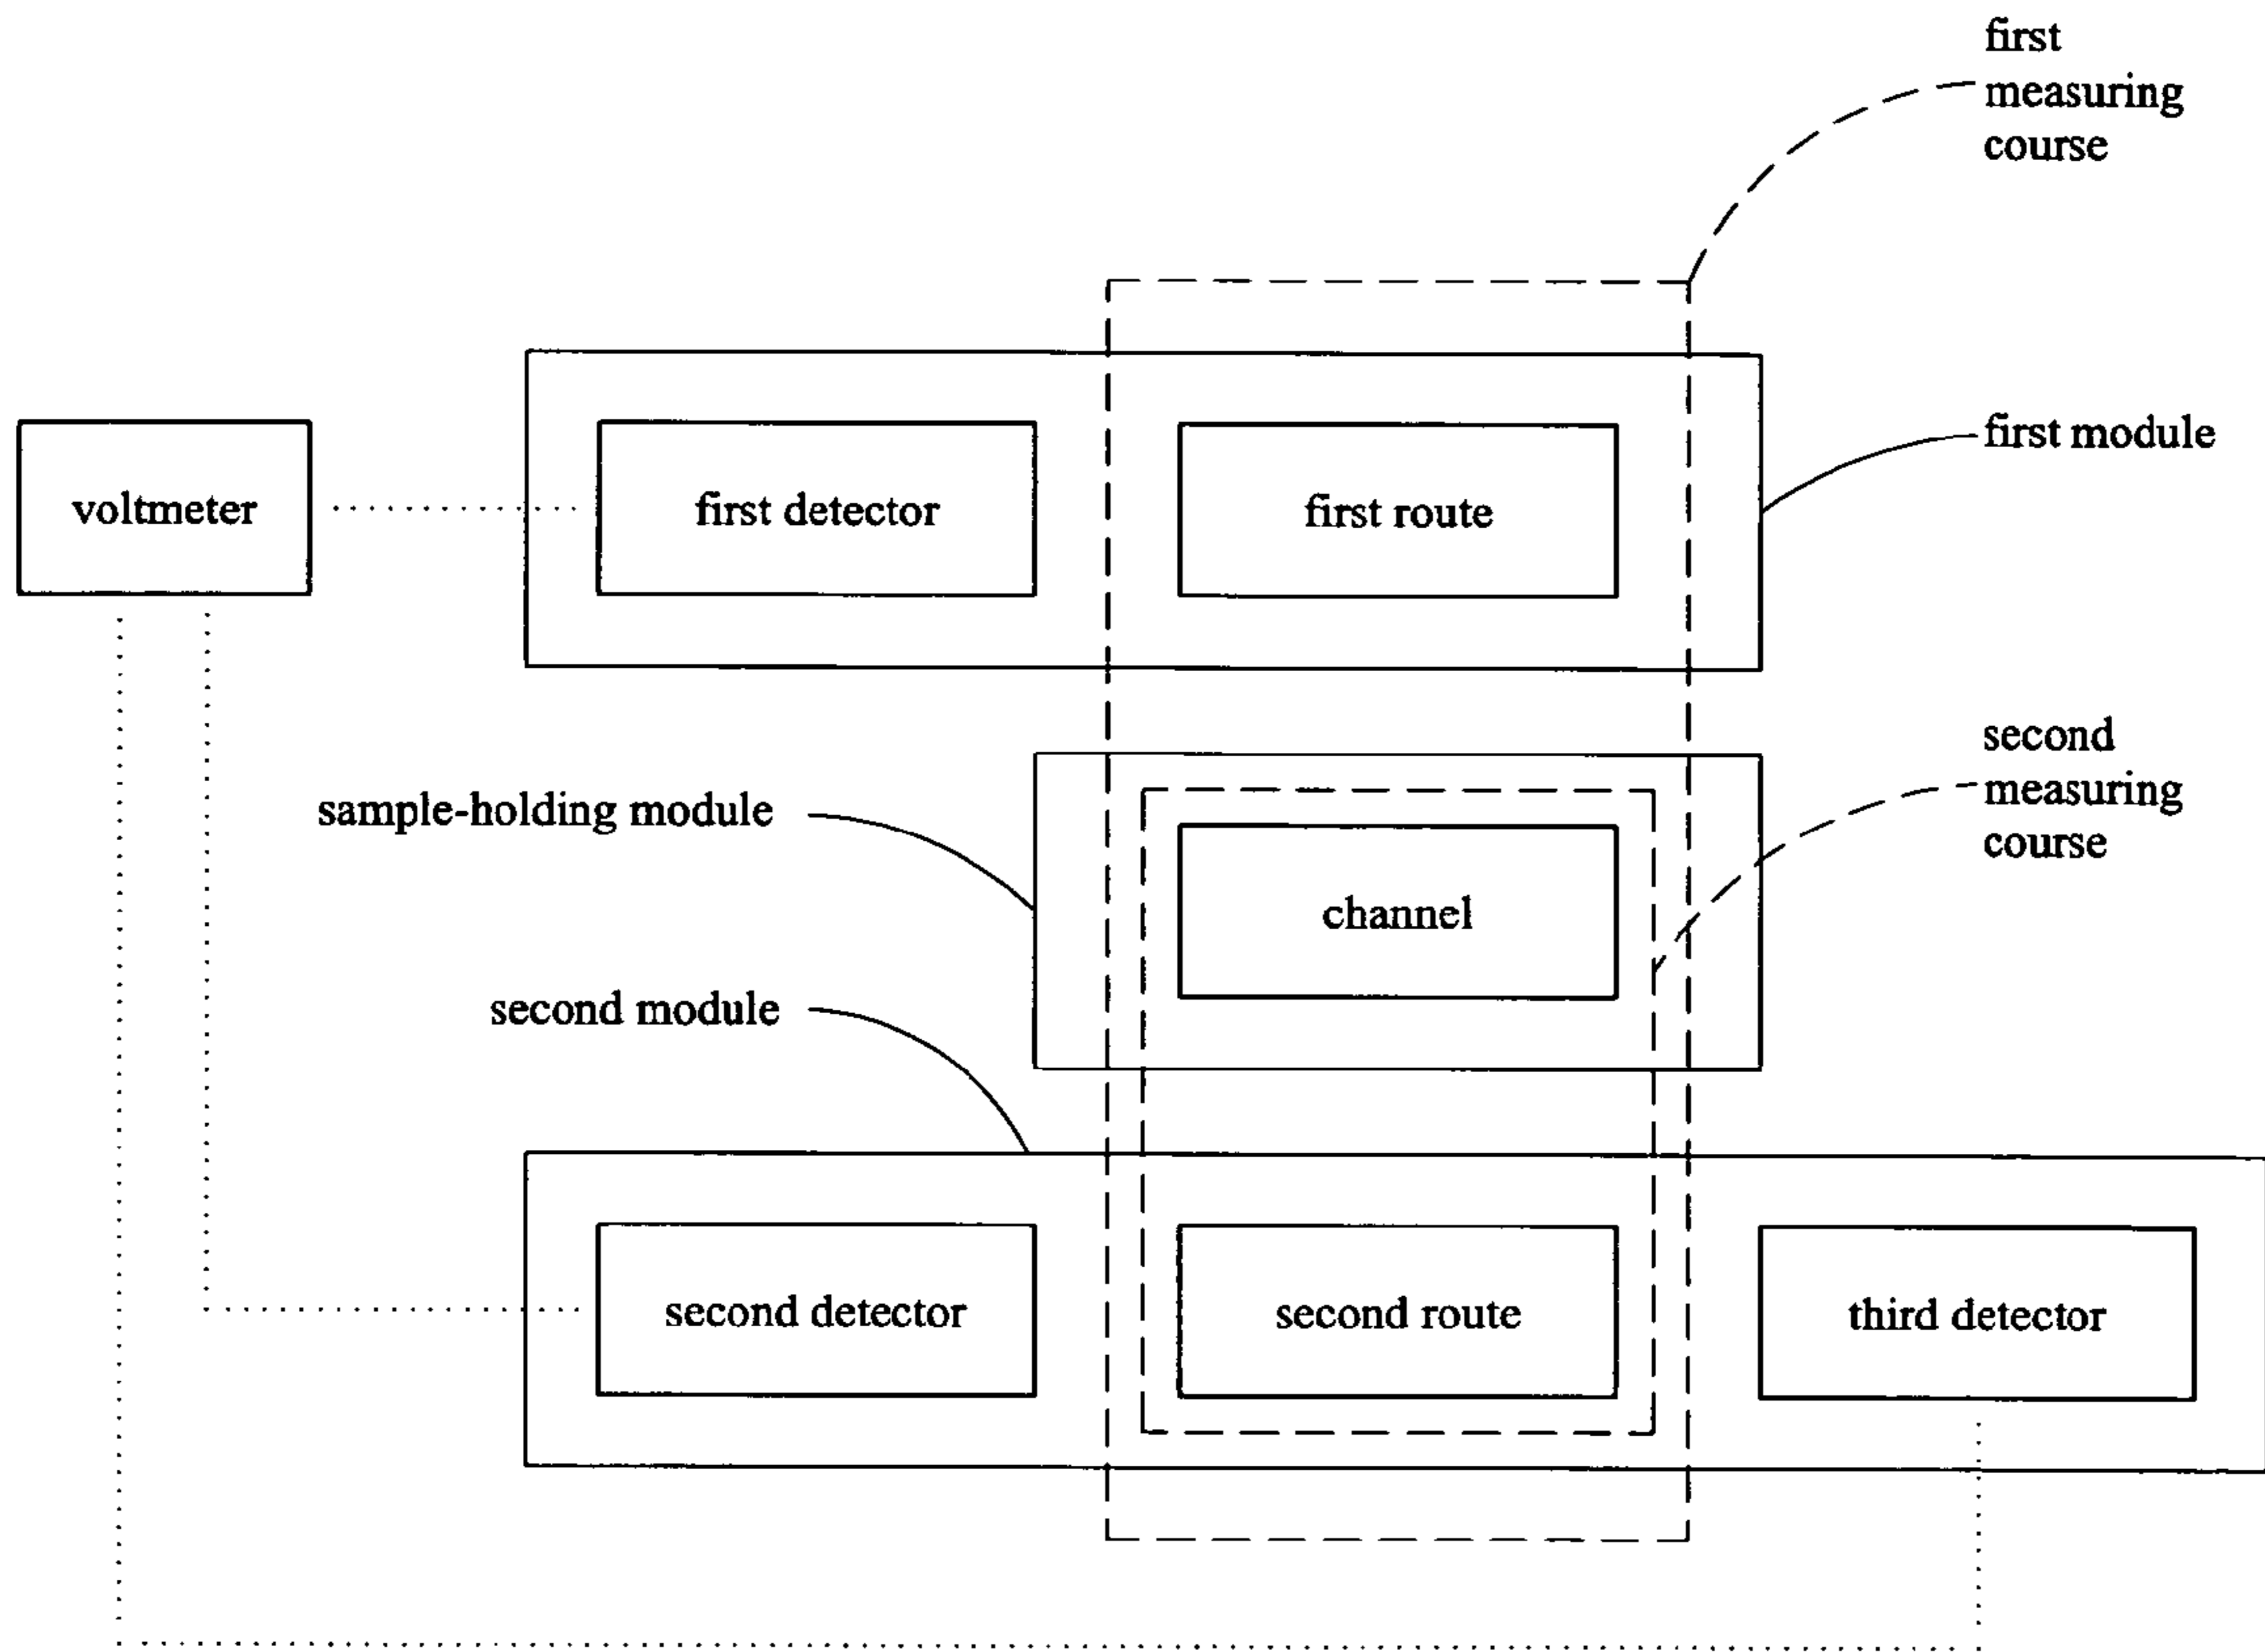 first
measuring
course
first module
voltmeter
first detector
first route
second
measuring
course
sample-holding module
channel
second module
second detector
second route
third detector